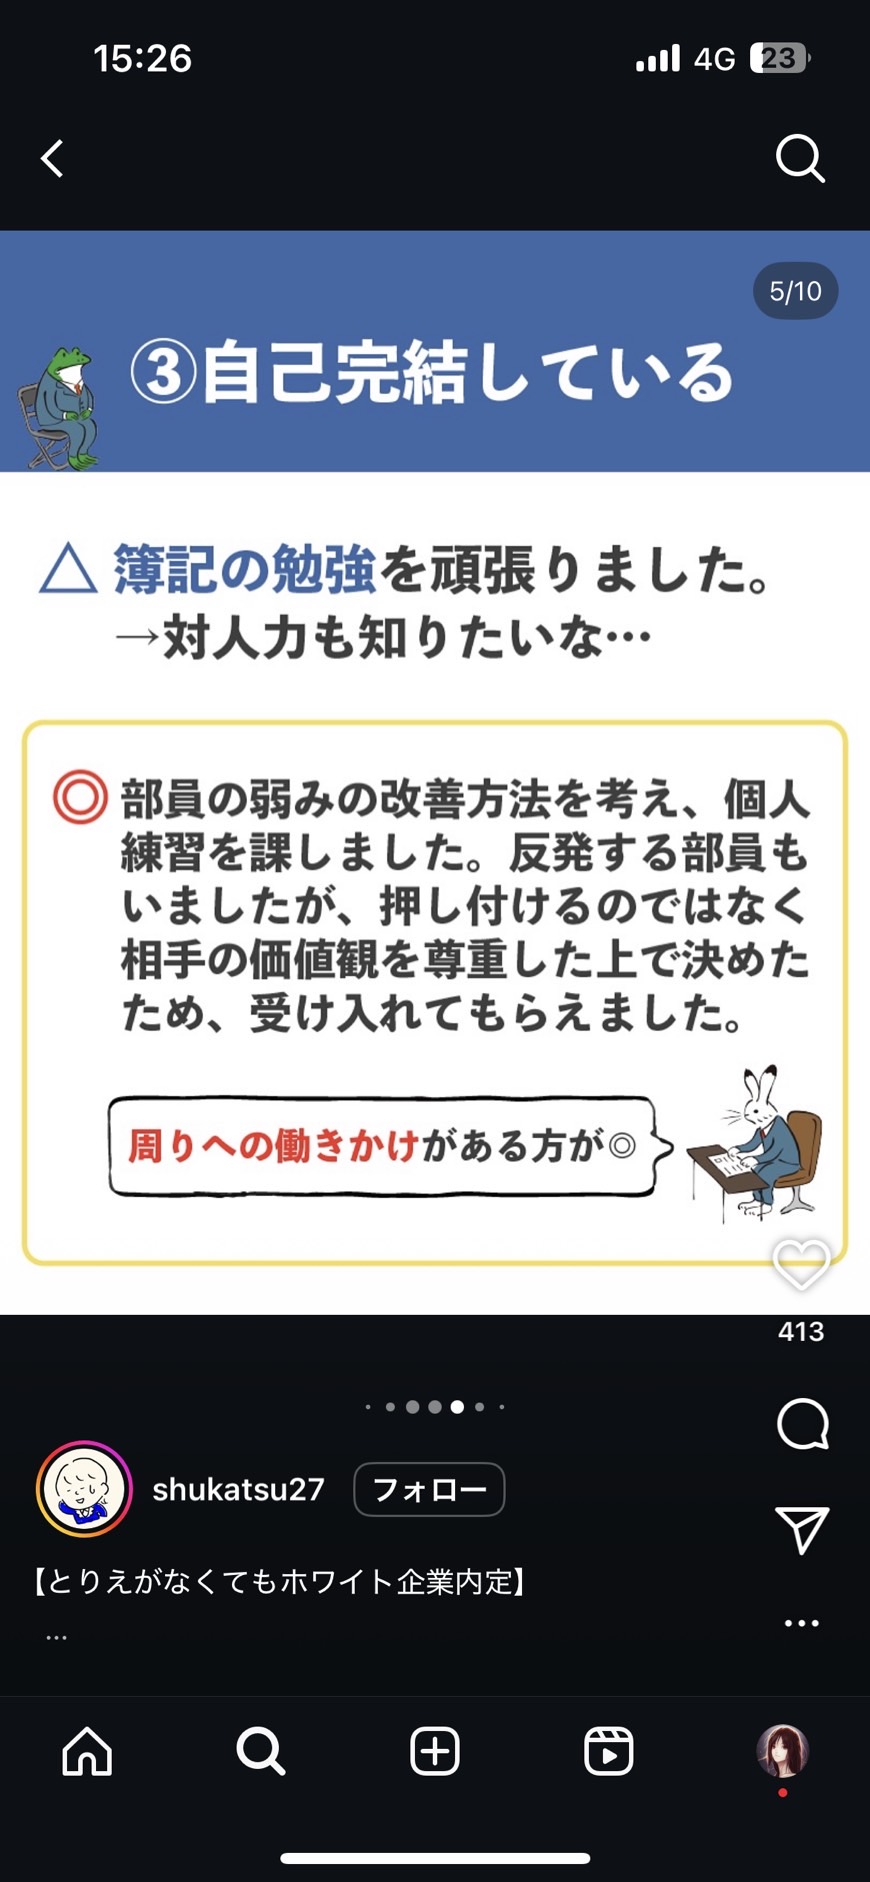 15:26
4G 23
5/10
③自己完結している
△ 簿記の勉強を頑張りました。
→対人力も知りたいな…
◎ 部員の弱みの改善方法を考え、個人
練習を課しました。反発する部員も
いましたが、押し付けるのではなく
相手の価値観を尊重した上で決めた
ため、受け入れてもらえました。
周りへの働きかけがある方が◎
413
shukatsu27 フォロー
【とりえがなくてもホワイト企業内定】
...